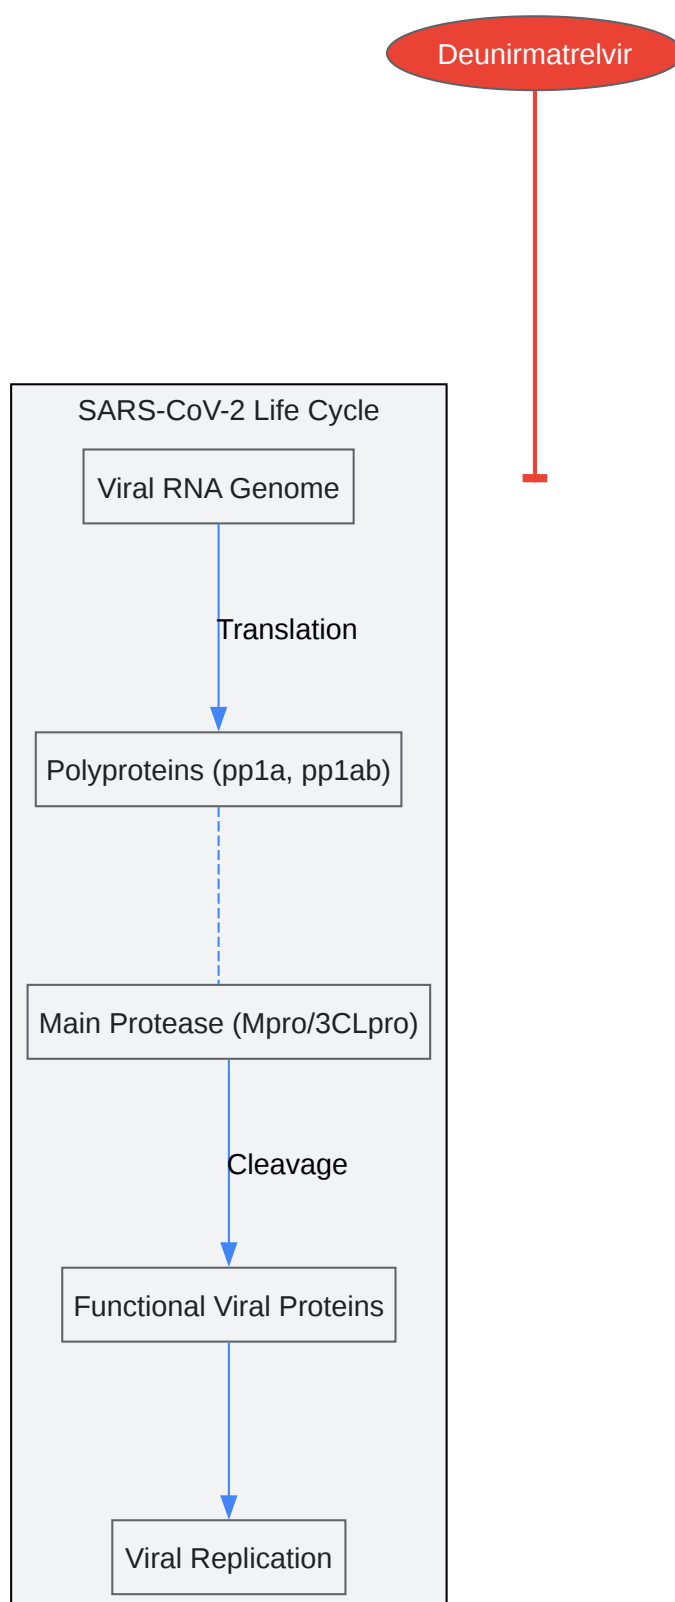 Deunirmatrelvir
SARS-CoV-2 Life Cycle
Viral RNA Genome
Translation
Polyproteins (pp1a, pp1ab)
Main Protease (Mpro/3CLpro)
Cleavage
Functional Viral Proteins
Viral Replication